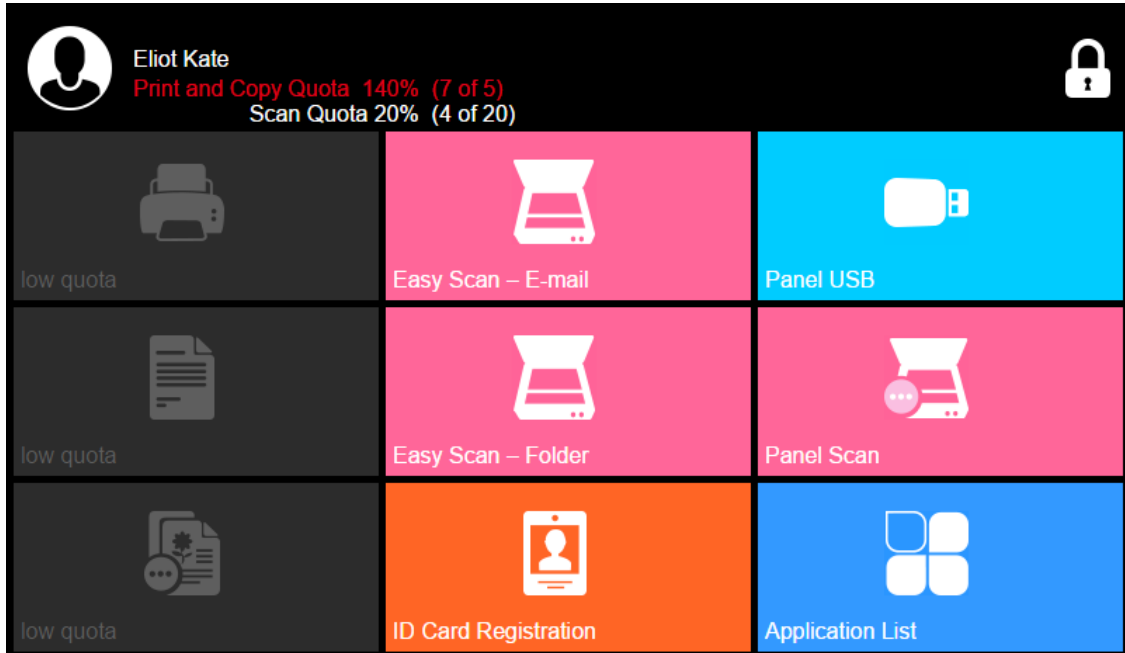 Eliot Kate
Print and Copy Quota 140% (7 of 5)
Scan Quota 20% (4 of 20)
low quota
Easy Scan – E-mail
Panel USB
low quota
Easy Scan – Folder
Panel Scan
low quota
ID Card Registration
Application List